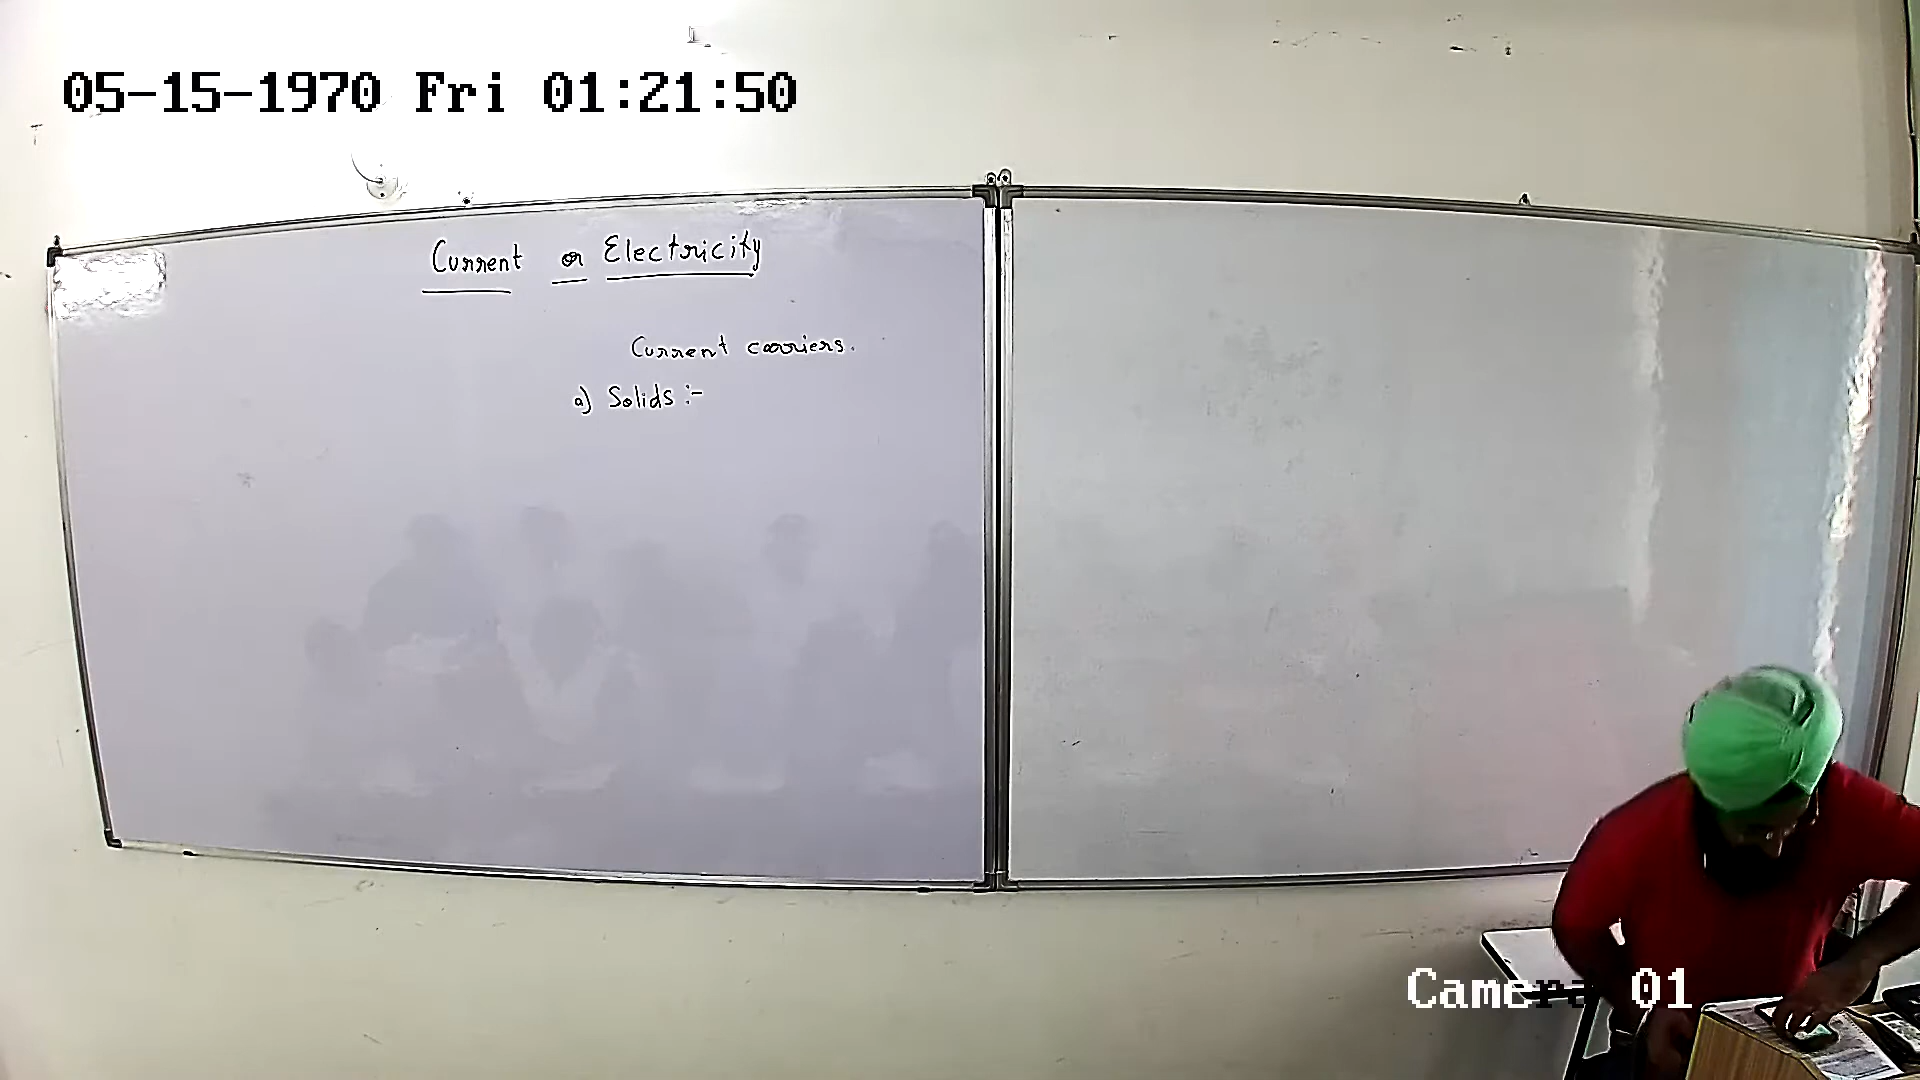 05-15-1970 Fri 01:21:50
Current or Electricity
Current carriers.
a) Solids :-
Camera 01